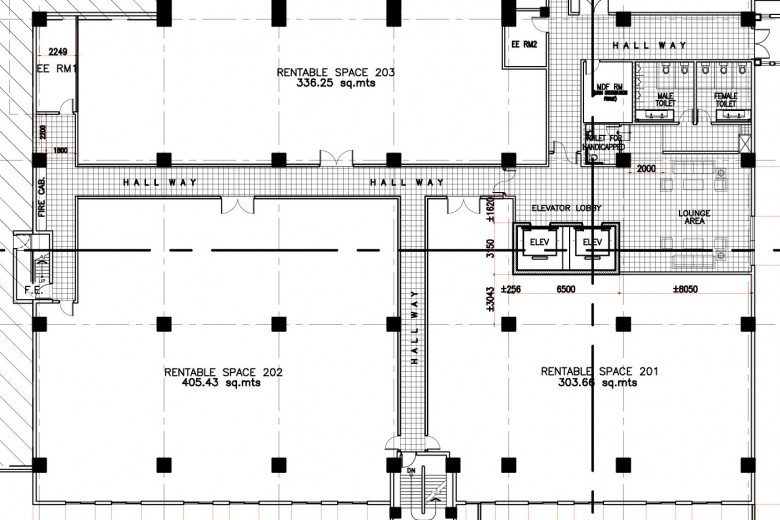 EE RM2
HALL WAY
2249
EE RM1
RENTABLE SPACE 203
336.25 sq.mts
MDF RM
MALE
TOILET
FEMALE
TOILET
2200
1800
TOILET FOR
HANDICAPPED
2000
HALL WAY
HALL WAY
FIRE CAB.
±1620
ELEVATOR LOBBY
LOUNGE
AREA
ELEV
ELEV
3150
F.E.
±256
6500
±8050
±3043
HALL WAY
RENTABLE SPACE 202
405.43 sq.mts
RENTABLE SPACE 201
303.66 sq.mts
DN